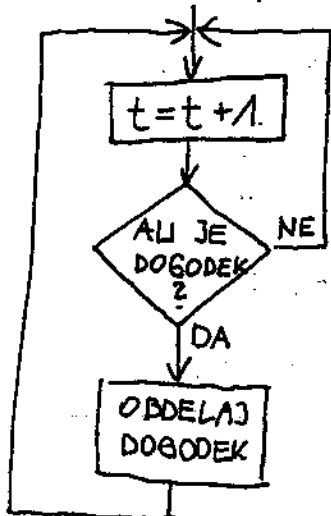 t=t+1.
ALI JE
DOGODEK
?
NE
DA
OBDELAJ
DOGODEK